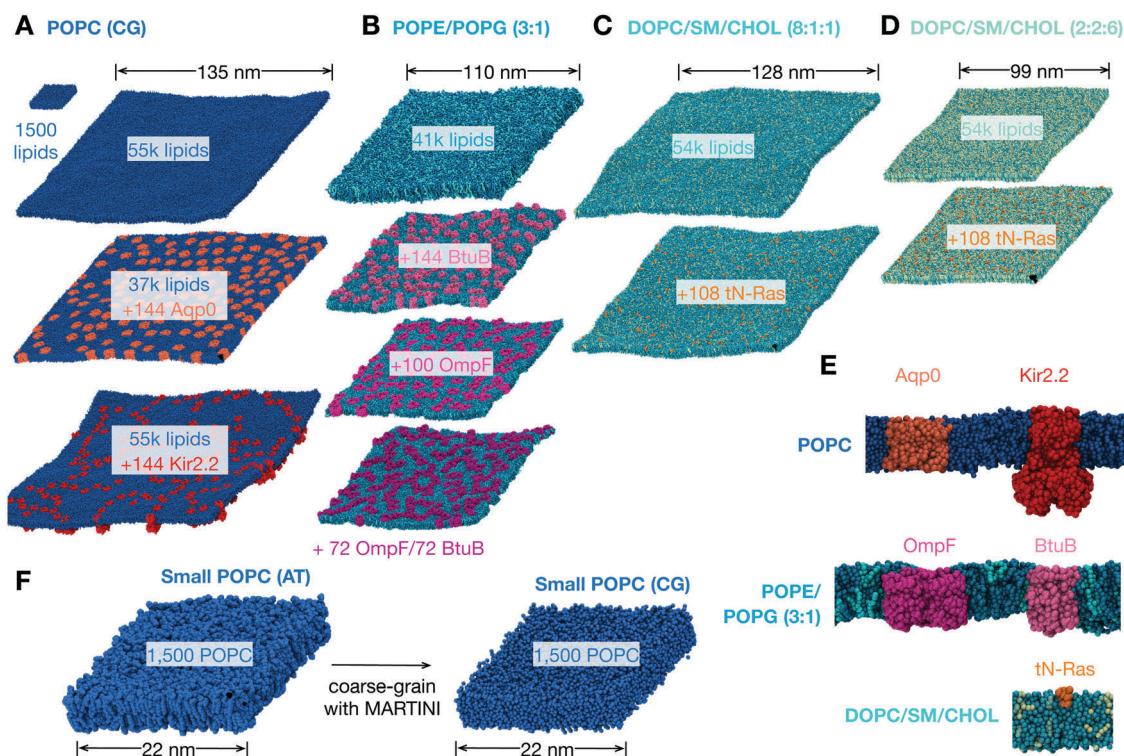 A
POPC (CG)
135 nm
1500
lipids
55k lipids
37k lipids
+144 Aqp0
55k lipids
+144 Kir2.2
B
POPE/POPG (3:1)
110 nm
41k lipids
+144 BtuB
+100 OmpF
+ 72 OmpF/72 BtuB
C
DOPC/SM/CHOL (8:1:1)
128 nm
54k lipids
+108 tN-Ras
D
DOPC/SM/CHOL (2:2:6)
99 nm
54k lipids
+108 tN-Ras
E
Aqp0
Kir2.2
POPC
OmpF
BtuB
POPE/
POPG (3:1)
tN-Ras
DOPC/SM/CHOL
F
Small POPC (AT)
1,500 POPC
22 nm
coarse-grain
with MARTINI
Small POPC (CG)
1,500 POPC
22 nm